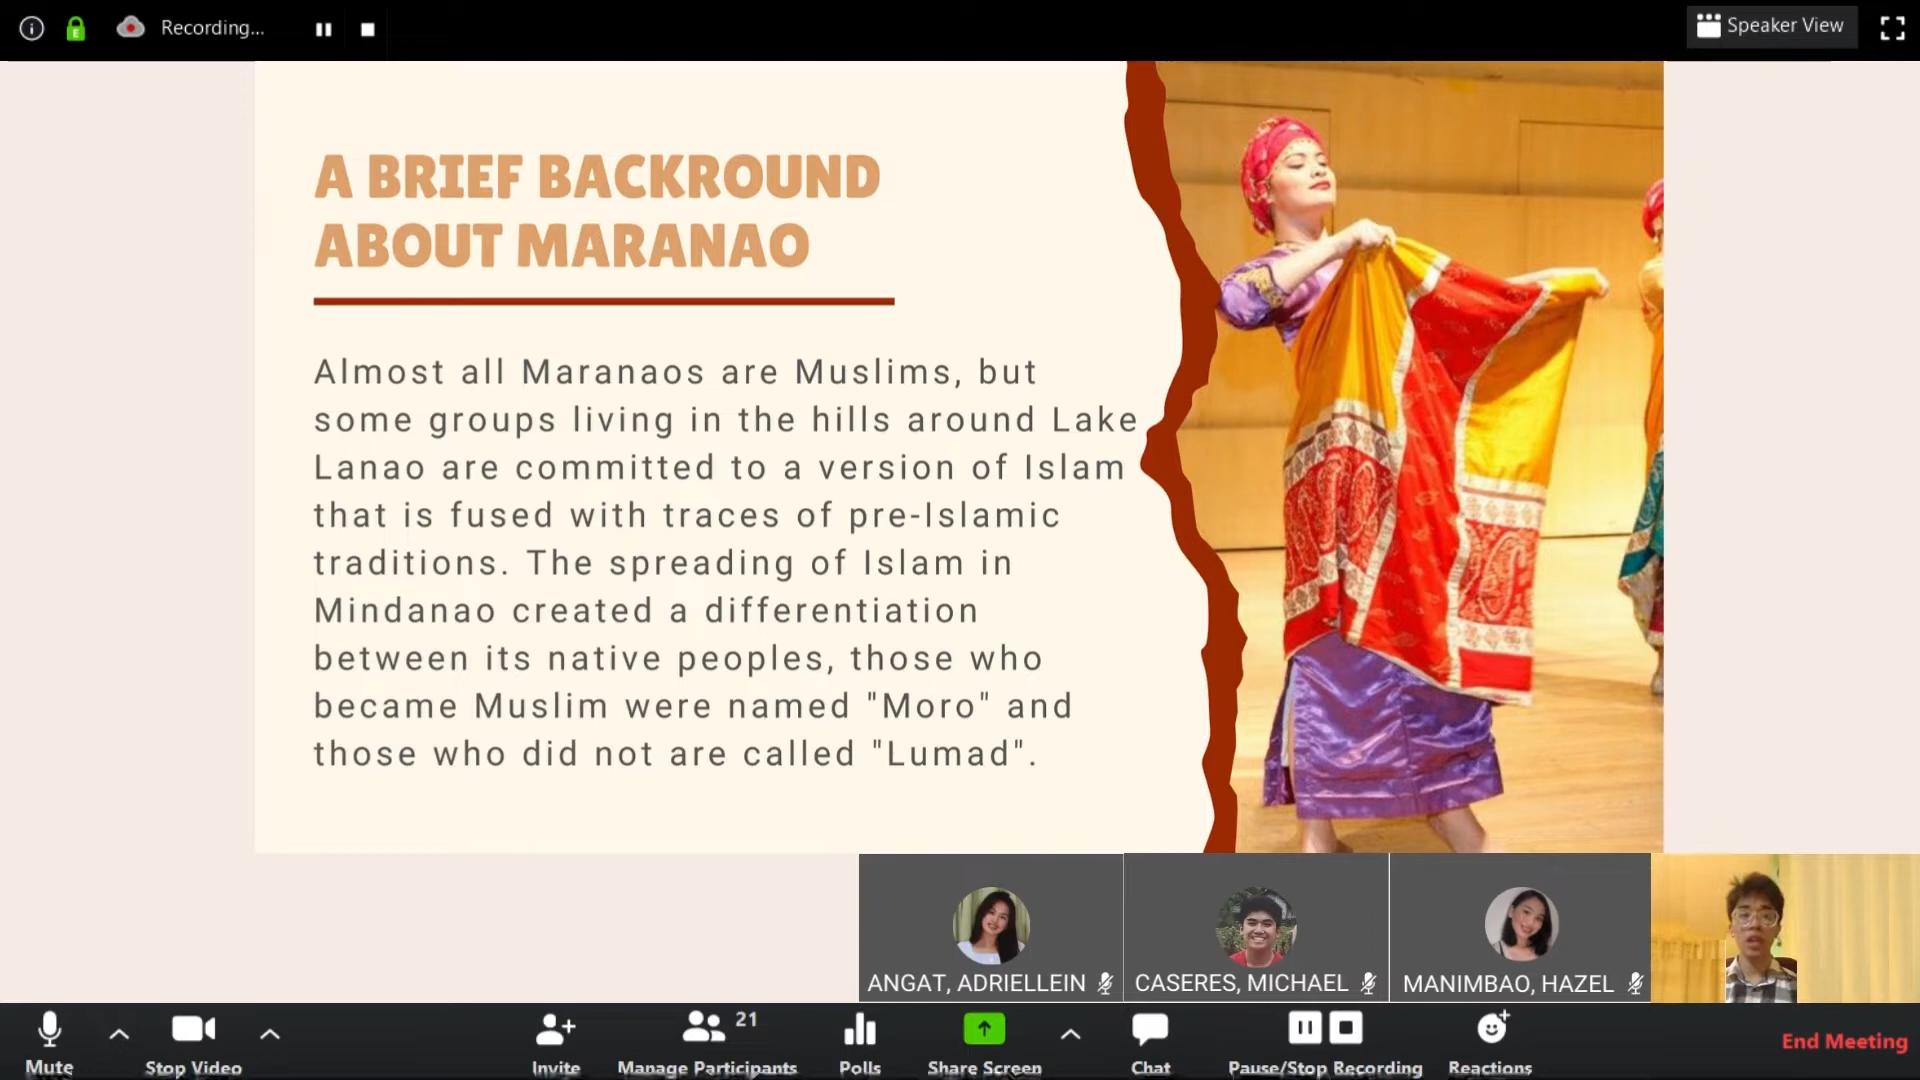 Recording...
Speaker View
A BRIEF BACKROUND
ABOUT MARANAO
Almost all Maranaos are Muslims, but
some groups living in the hills around Lake
Lanao are committed to a version of Islam
that is fused with traces of pre-Islamic
traditions. The spreading of Islam in
Mindanao created a differentiation
between its native peoples, those who
became Muslim were named "Moro" and
those who did not are called "Lumad".
ANGAT, ADRIELLEIN
CASERES, MICHAEL
MANIMBAO, HAZEL
Mute
Stop Video
Invite
Manage Participants
21
Polls
Share Screen
Chat
Pause/Stop Recording
Reactions
End Meeting